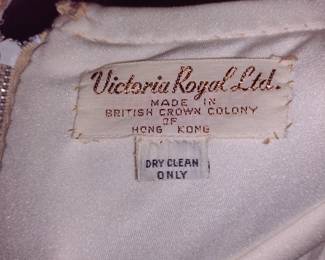 Victoria Royal Ltd.
MADE IN
BRITISH CROWN COLONY
OF
HONG KONG
DRY CLEAN
ONLY